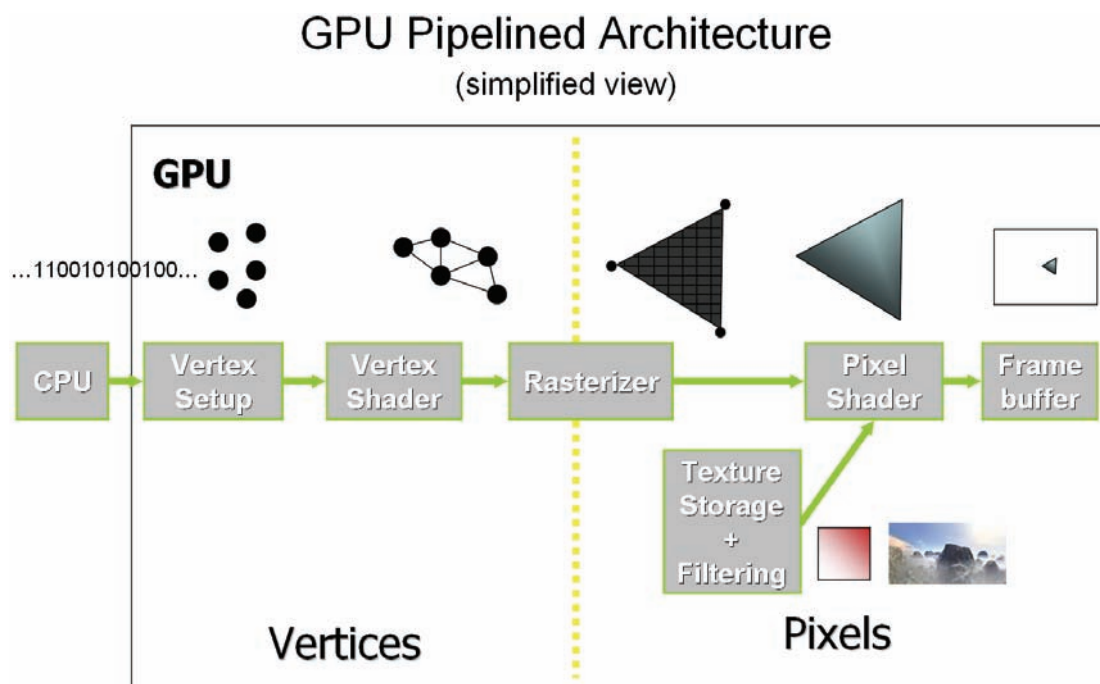 GPU Pipelined Architecture
(simplified view)
GPU
...110010100100...
CPU
Vertex
Setup
Vertex
Shader
Rasterizer
Pixel
Shader
Frame
buffer
Texture
Storage
+
Filtering
Vertices
Pixels